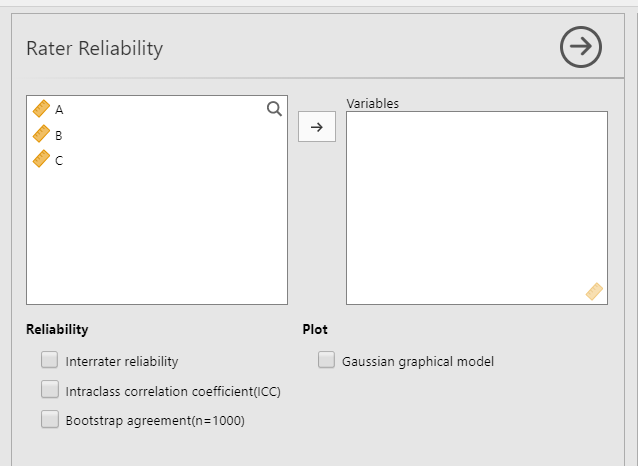 Rater Reliability
A
B
C
Variables
Reliability
Interrater reliability
Intraclass correlation coefficient(ICC)
Bootstrap agreement(n=1000)
Plot
Gaussian graphical model